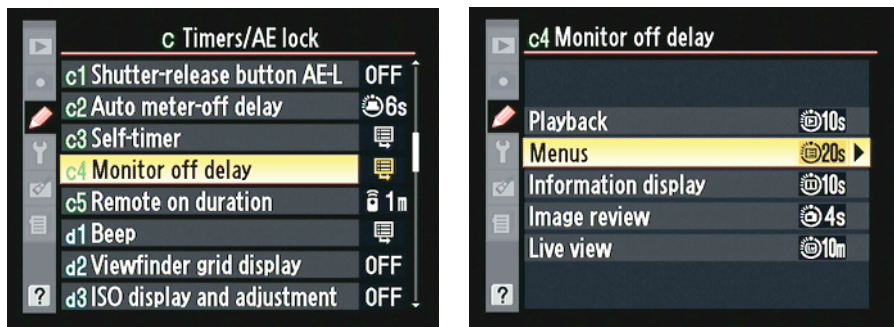 c Timers/AE lock
c1 Shutter-release button AE-L OFF
c2 Auto meter-off delay 6s
c3 Self-timer
c4 Monitor off delay
c5 Remote on duration 1m
d1 Beep
d2 Viewfinder grid display OFF
d3 ISO display and adjustment OFF
?
c4 Monitor off delay
Playback 10s
Menus 20s
Information display 10s
Image review 4s
Live view 10m
?